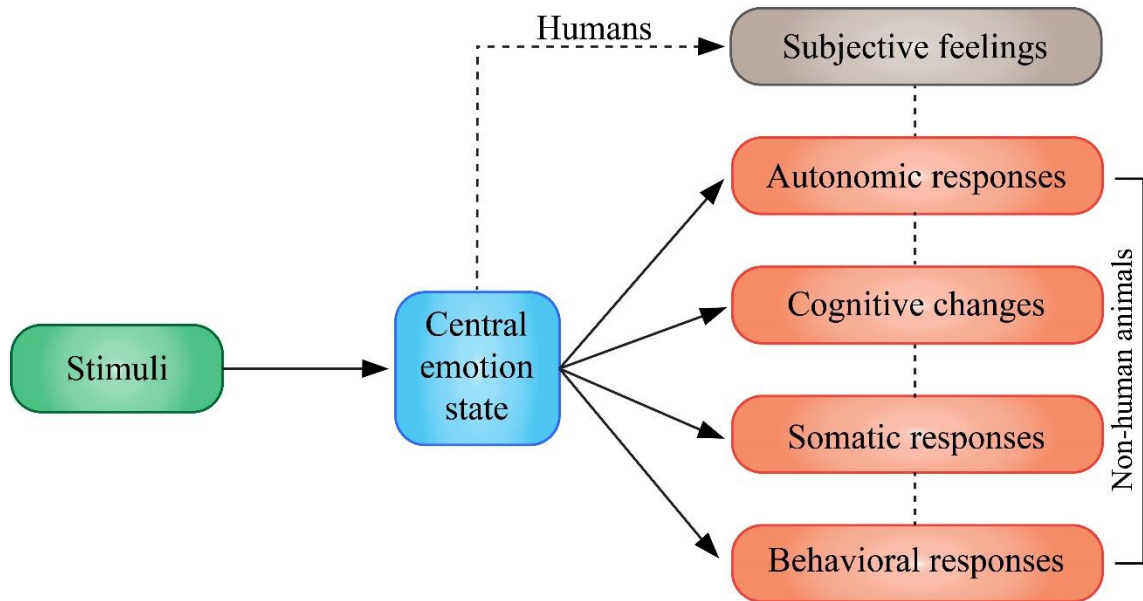 Humans
Subjective feelings
Autonomic responses
Stimuli
Central
emotion
state
Cognitive changes
Somatic responses
Behavioral responses
Non-human animals